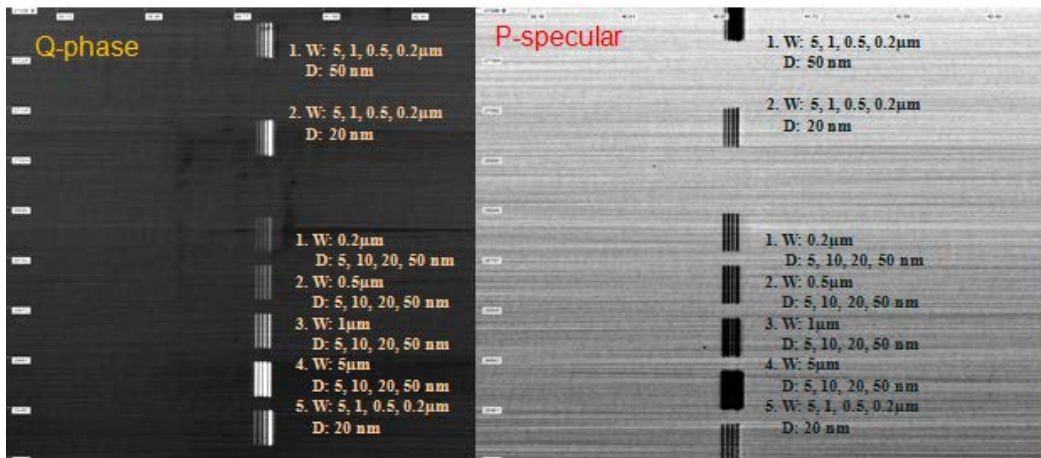 Q-phase
1. W: 5, 1, 0.5, 0.2µm
D: 50 nm
2. W: 5, 1, 0.5, 0.2µm
D: 20 nm
1. W: 0.2µm
D: 5, 10, 20, 50 nm
2. W: 0.5µm
D: 5, 10, 20, 50 nm
3. W: 1µm
D: 5, 10, 20, 50 nm
4. W: 5µm
D: 5, 10, 20, 50 nm
5. W: 5, 1, 0.5, 0.2µm
D: 20 nm
P-specular
1. W: 5, 1, 0.5, 0.2µm
D: 50 nm
2. W: 5, 1, 0.5, 0.2µm
D: 20 nm
1. W: 0.2µm
D: 5, 10, 20, 50 nm
2. W: 0.5µm
D: 5, 10, 20, 50 nm
3. W: 1µm
D: 5, 10, 20, 50 nm
4. W: 5µm
D: 5, 10, 20, 50 nm
5. W: 5, 1, 0.5, 0.2µm
D: 20 nm